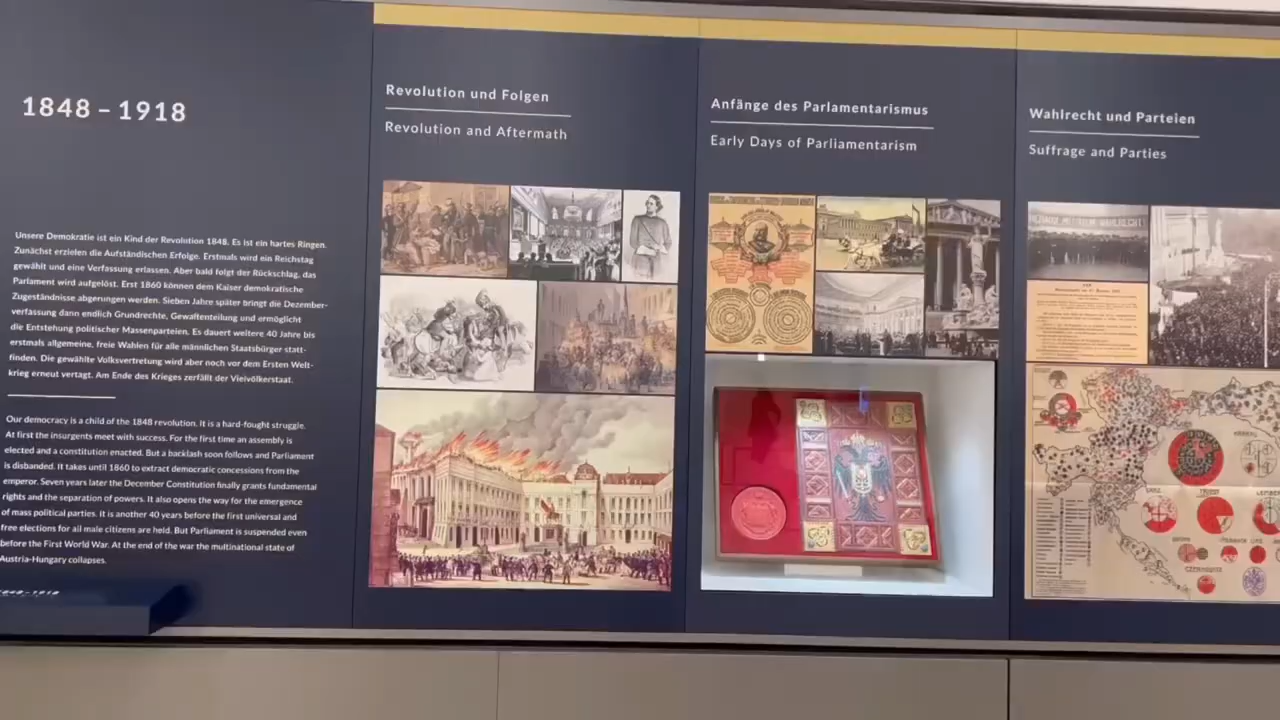 1848 – 1918
Unsere Demokratie ist ein Kind der Revolution 1848. Es ist ein hartes Ringen.
Zunächst erzielen die Aufständischen Erfolge. Erstmals wird ein Reichstag
gewählt und eine Verfassung erlassen. Aber bald folgt der Rückschlag, das
Parlament wird aufgelöst. Erst 1860 können dem Kaiser demokratische
Zugeständnisse abgerungen werden. Sieben Jahre später bringt die Dezember-
verfassung dann endlich Grundrechte, Gewaltenteilung und ermöglicht
die Entstehung politischer Massenparteien. Es dauert weitere 40 Jahre bis
erstmals allgemeine, freie Wahlen für alle männlichen Staatsbürger statt-
finden. Die gewählte Volksvertretung wird aber noch vor dem Ersten Welt-
krieg erneut vertagt. Am Ende des Krieges zerfällt der Vielvölkerstaat.
Our democracy is a child of the 1848 revolution. It is a hard-fought struggle.
At first the insurgents meet with success. For the first time an assembly is
elected and a constitution enacted. But a backlash soon follows and Parliament
is disbanded. It takes until 1860 to extract democratic concessions from the
emperor. Seven years later the December Constitution finally grants fundamental
rights and the separation of powers. It also opens the way for the emergence
of mass political parties. It is another 40 years before the first universal and
free elections for all male citizens are held. But Parliament is suspended even
before the First World War. At the end of the war the multinational state of
Austria-Hungary collapses.
Revolution und Folgen
Revolution and Aftermath
Anfänge des Parlamentarismus
Early Days of Parliamentarism
Wahlrecht und Parteien
Suffrage and Parties